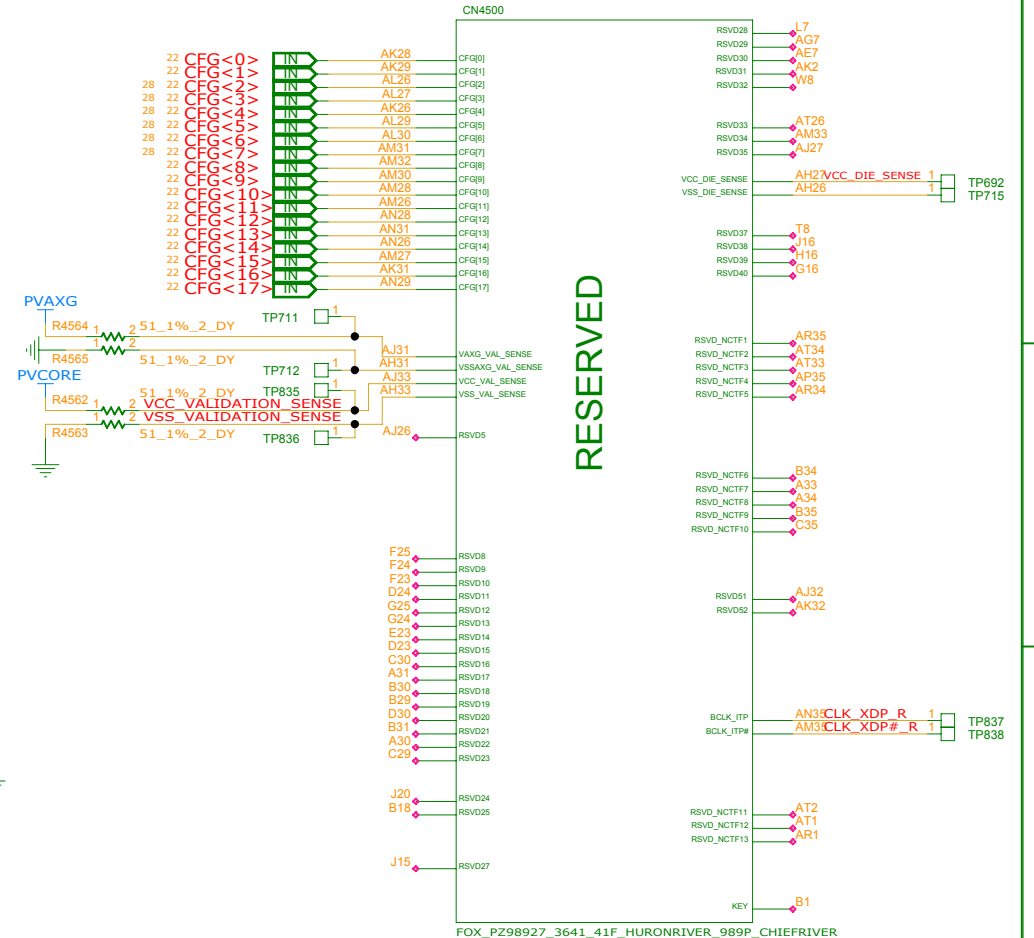 CN4500
22 CFG<0> IN AK28 CFG[0]
22 CFG<1> IN AK29 CFG[1]
28 22 CFG<2> IN AL26 CFG[2]
28 22 CFG<3> IN AL27 CFG[3]
28 22 CFG<4> IN AK26 CFG[4]
28 22 CFG<5> IN AL29 CFG[5]
28 22 CFG<6> IN AL30 CFG[6]
28 22 CFG<7> IN AM31 CFG[7]
22 CFG<8> IN AM32 CFG[8]
22 CFG<9> IN AM30 CFG[9]
22 CFG<10> IN AM28 CFG[10]
22 CFG<11> IN AM26 CFG[11]
22 CFG<12> IN AN28 CFG[12]
22 CFG<13> IN AN31 CFG[13]
22 CFG<14> IN AN26 CFG[14]
22 CFG<15> IN AM27 CFG[15]
22 CFG<16> IN AK31 CFG[16]
22 CFG<17> IN AN29 CFG[17]
PVAXG
TP711 1
R4564 1 2 51_1%_2_DY
AJ31 VAXG_VAL_SENSE
R4565 1 2 51_1%_2_DY
TP712 1
AH31 VSSAXG_VAL_SENSE
PVCORE
AJ33 VCC_VAL_SENSE
TP835 1
AH33 VSS_VAL_SENSE
R4562 1 2 51_1%_2_DY
VCC_VALIDATION_SENSE
VSS_VALIDATION_SENSE
R4563 1 2 51_1%_2_DY
TP836 1
AJ26 RSVD5
F25 RSVD8
F24 RSVD9
F23 RSVD10
D24 RSVD11
G25 RSVD12
G24 RSVD13
E23 RSVD14
D23 RSVD15
C30 RSVD16
A31 RSVD17
B30 RSVD18
B29 RSVD19
D30 RSVD20
B31 RSVD21
A30 RSVD22
C29 RSVD23
J20 RSVD24
B18 RSVD25
J15 RSVD27
RESERVED
RSVD28 L7
RSVD29 AG7
RSVD30 AE7
RSVD31 AK2
RSVD32 W8
RSVD33 AT26
RSVD34 AM33
RSVD35 AJ27
VCC_DIE_SENSE AH27 VCC_DIE_SENSE 1 TP692
VSS_DIE_SENSE AH26 1 TP715
RSVD37 T8
RSVD38 J16
RSVD39 H16
RSVD40 G16
RSVD_NCTF1 AR35
RSVD_NCTF2 AT34
RSVD_NCTF3 AT33
RSVD_NCTF4 AP35
RSVD_NCTF5 AR34
RSVD_NCTF6 B34
RSVD_NCTF7 A33
RSVD_NCTF8 A34
RSVD_NCTF9 B35
RSVD_NCTF10 C35
RSVD51 AJ32
RSVD52 AK32
BCLK_ITP AN35 CLK_XDP_R 1 TP837
BCLK_ITP# AM35 CLK_XDP#_R 1 TP838
RSVD_NCTF11 AT2
RSVD_NCTF12 AT1
RSVD_NCTF13 AR1
KEY B1
FOX_PZ98927_3641_41F_HURONRIVER_989P_CHIEFRIVER